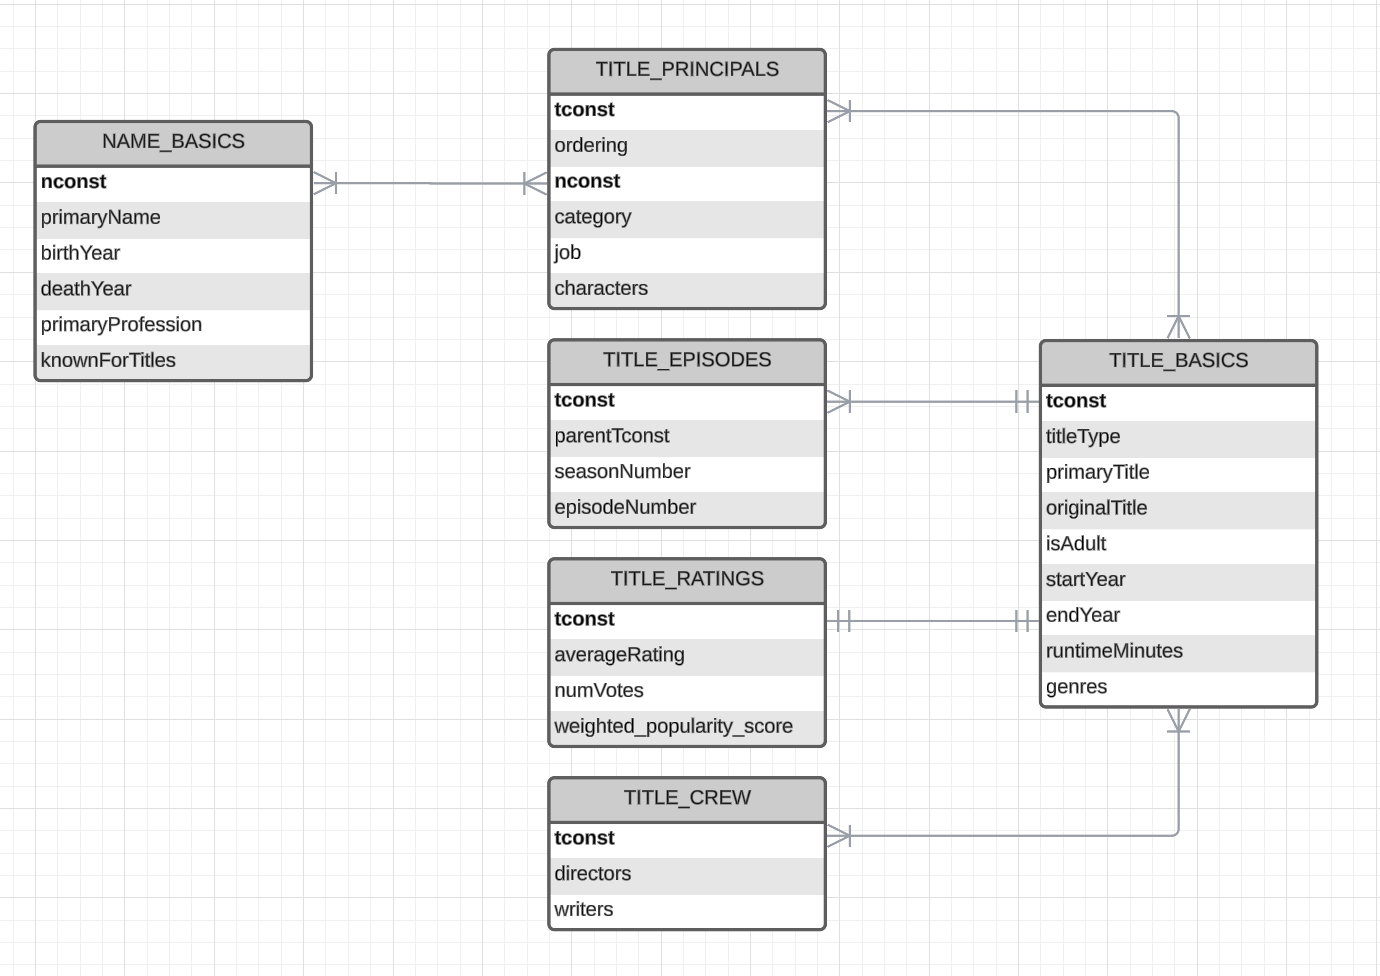 TITLE_PRINCIPALS
tconst
ordering
nconst
category
job
characters
NAME_BASICS
nconst
primaryName
birthYear
deathYear
primaryProfession
knownForTitles
TITLE_EPISODES
tconst
parentTconst
seasonNumber
episodeNumber
TITLE_BASICS
tconst
titleType
primaryTitle
originalTitle
isAdult
startYear
endYear
runtimeMinutes
genres
TITLE_RATINGS
tconst
averageRating
numVotes
weighted_popularity_score
TITLE_CREW
tconst
directors
writers